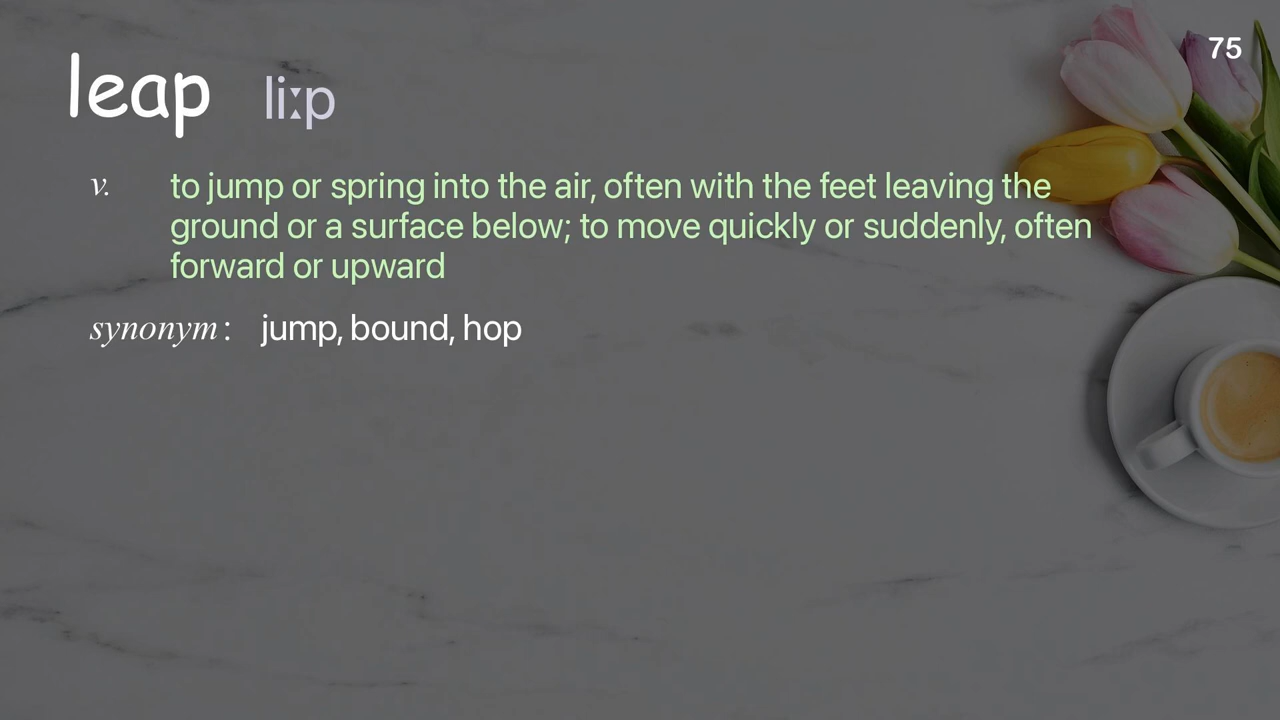 75
leap liːp
v. to jump or spring into the air, often with the feet leaving the
ground or a surface below; to move quickly or suddenly, often
forward or upward
synonym: jump, bound, hop